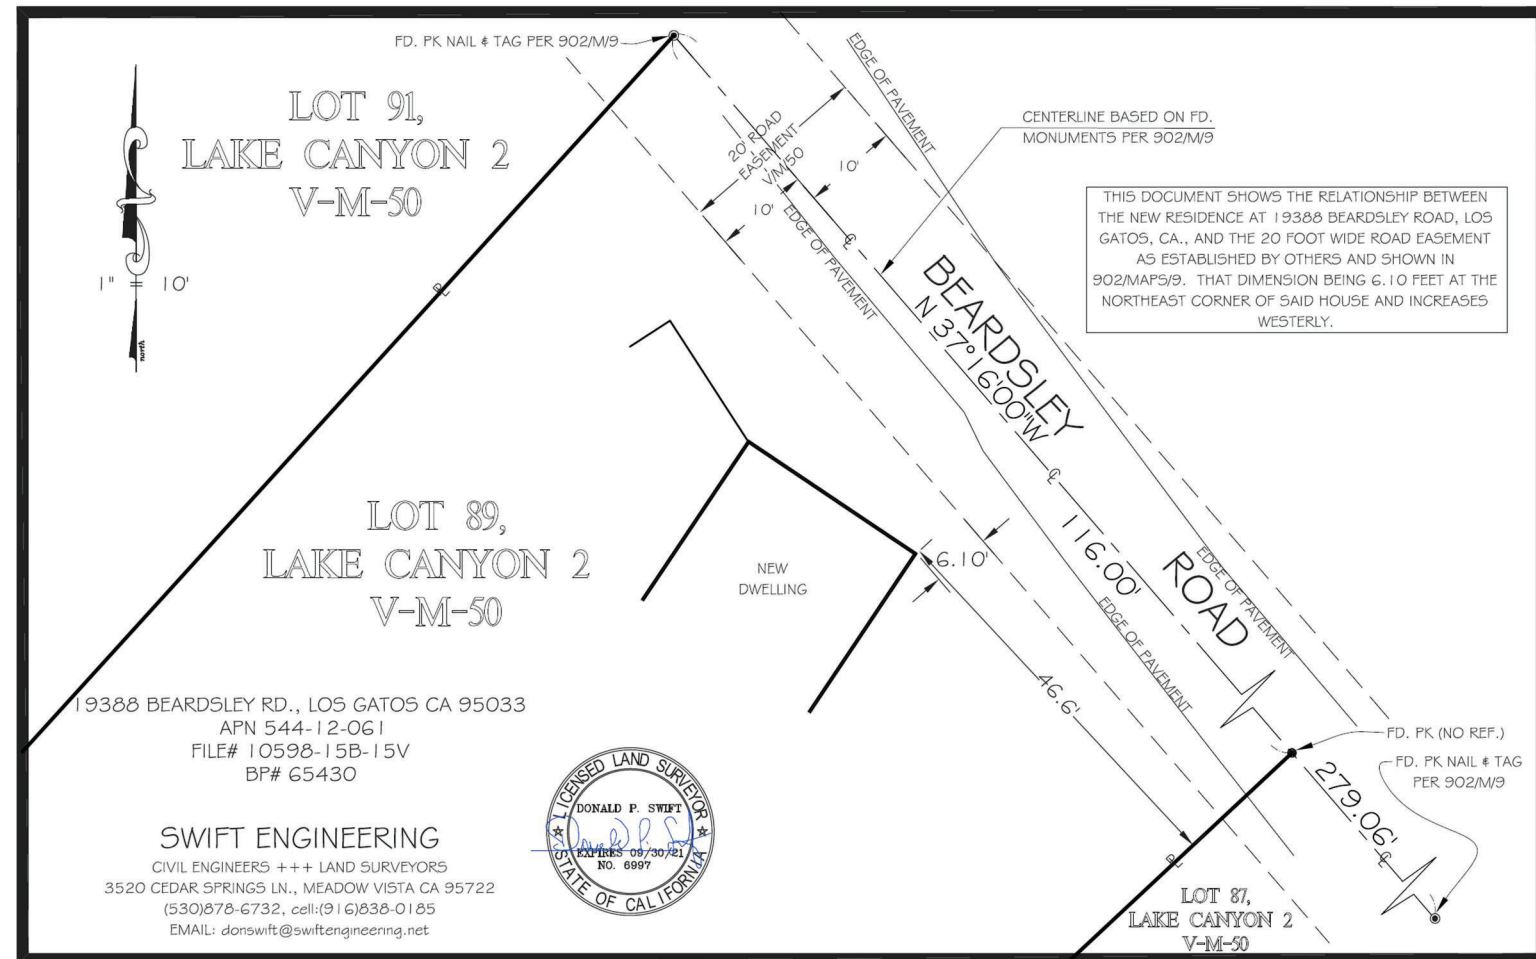 FD. PK NAIL & TAG PER 902/M/9
LOT 91,
LAKE CANYON 2
V-M-50
1" = 10'
north
EDGE OF PAVEMENT
20' ROAD
EASEMENT
V/M/50
10'
10'
EDGE OF PAVEMENT
CENTERLINE BASED ON FD.
MONUMENTS PER 902/M/9
THIS DOCUMENT SHOWS THE RELATIONSHIP BETWEEN
THE NEW RESIDENCE AT 19388 BEARDSLEY ROAD, LOS
GATOS, CA., AND THE 20 FOOT WIDE ROAD EASEMENT
AS ESTABLISHED BY OTHERS AND SHOWN IN
902/MAPS/9. THAT DIMENSION BEING 6.10 FEET AT THE
NORTHEAST CORNER OF SAID HOUSE AND INCREASES
WESTERLY.
BEARDSLEY
ROAD
N 37°16'00"W
116.00'
LOT 89,
LAKE CANYON 2
V-M-50
NEW
DWELLING
6.10'
46.6'
EDGE OF PAVEMENT
EDGE OF PAVEMENT
FD. PK (NO REF.)
FD. PK NAIL & TAG
PER 902/M/9
279.06'
19388 BEARDSLEY RD., LOS GATOS CA 95033
APN 544-12-061
FILE# 10598-15B-15V
BP# 65430
SWIFT ENGINEERING
CIVIL ENGINEERS +++ LAND SURVEYORS
3520 CEDAR SPRINGS LN., MEADOW VISTA CA 95722
(530)878-6732, cell:(916)838-0185
EMAIL: donswift@swiftengineering.net
LICENSED LAND SURVEYOR
DONALD P. SWIFT
EXPIRES 09/30/21
NO. 6997
STATE OF CALIFORNIA
LOT 87,
LAKE CANYON 2
V-M-50